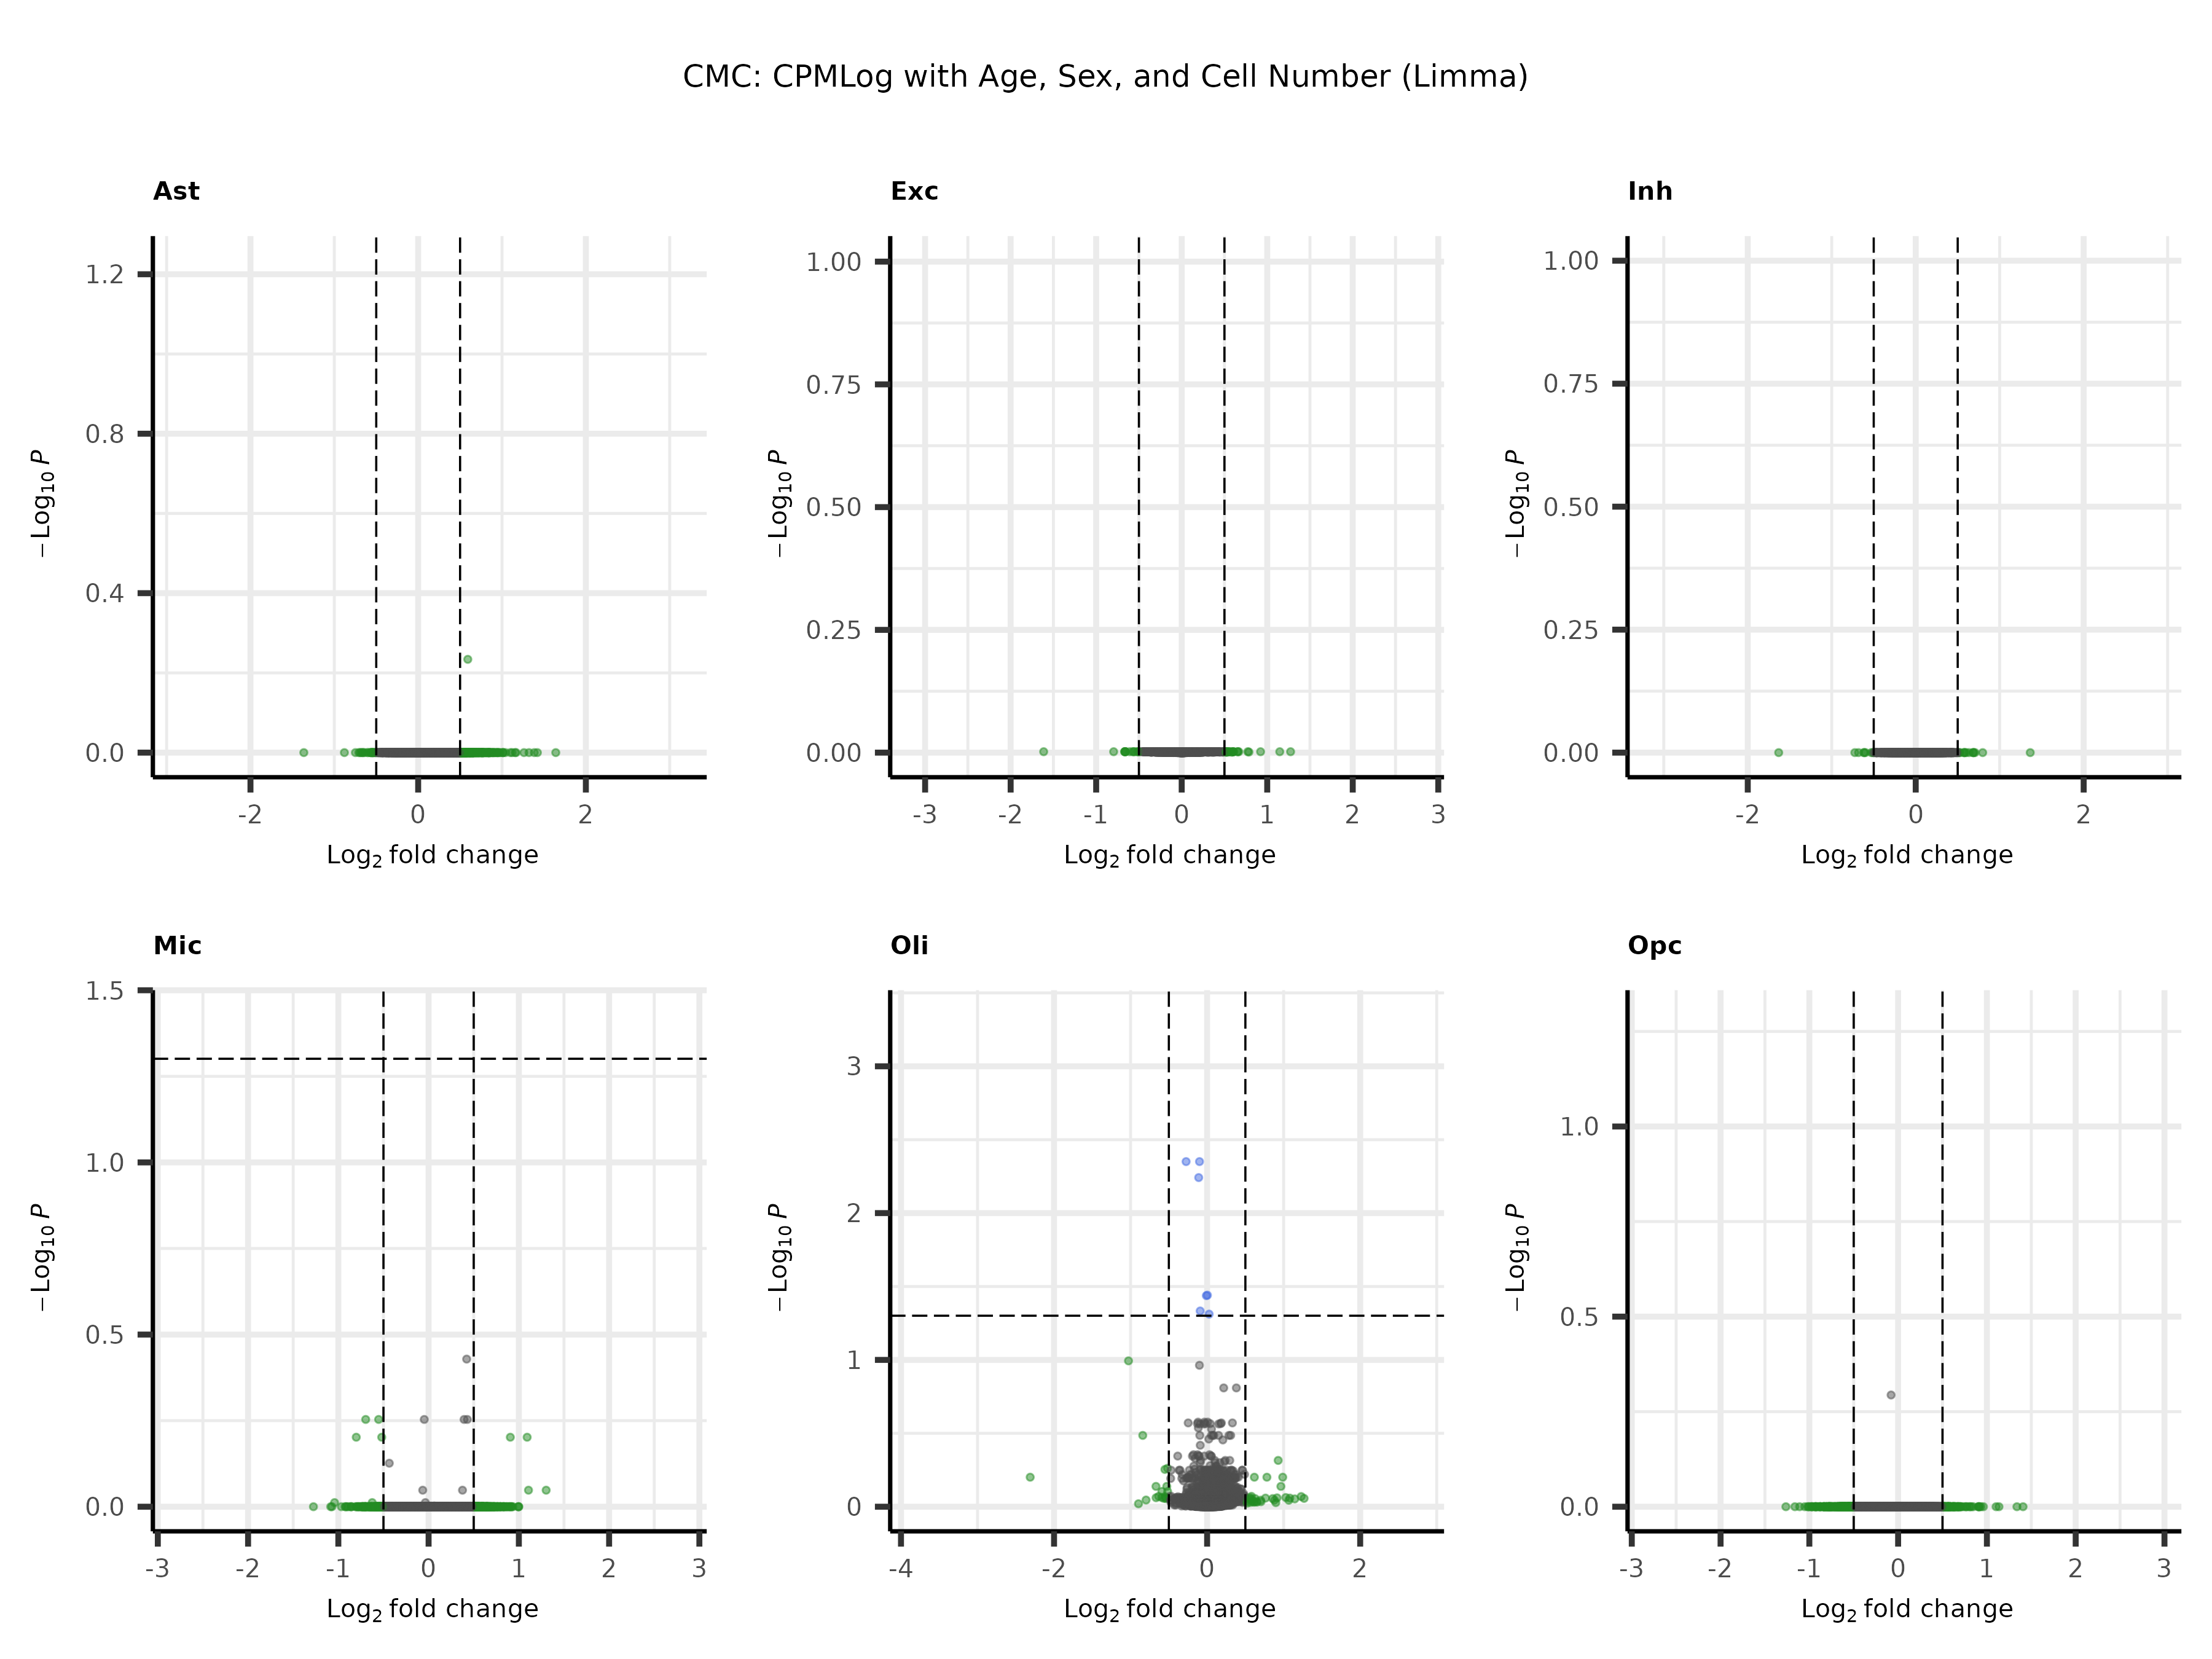 CMC: CPMLog with Age, Sex, and Cell Number (Limma)
Ast
−Log10 P
1.2
0.8
0.4
0.0
-2 0 2
Log2 fold change
Exc
−Log10 P
1.00
0.75
0.50
0.25
0.00
-3 -2 -1 0 1 2 3
Log2 fold change
Inh
−Log10 P
1.00
0.75
0.50
0.25
0.00
-2 0 2
Log2 fold change
Mic
−Log10 P
1.5
1.0
0.5
0.0
-3 -2 -1 0 1 2 3
Log2 fold change
Oli
−Log10 P
3
2
1
0
-4 -2 0 2
Log2 fold change
Opc
−Log10 P
1.0
0.5
0.0
-3 -2 -1 0 1 2 3
Log2 fold change